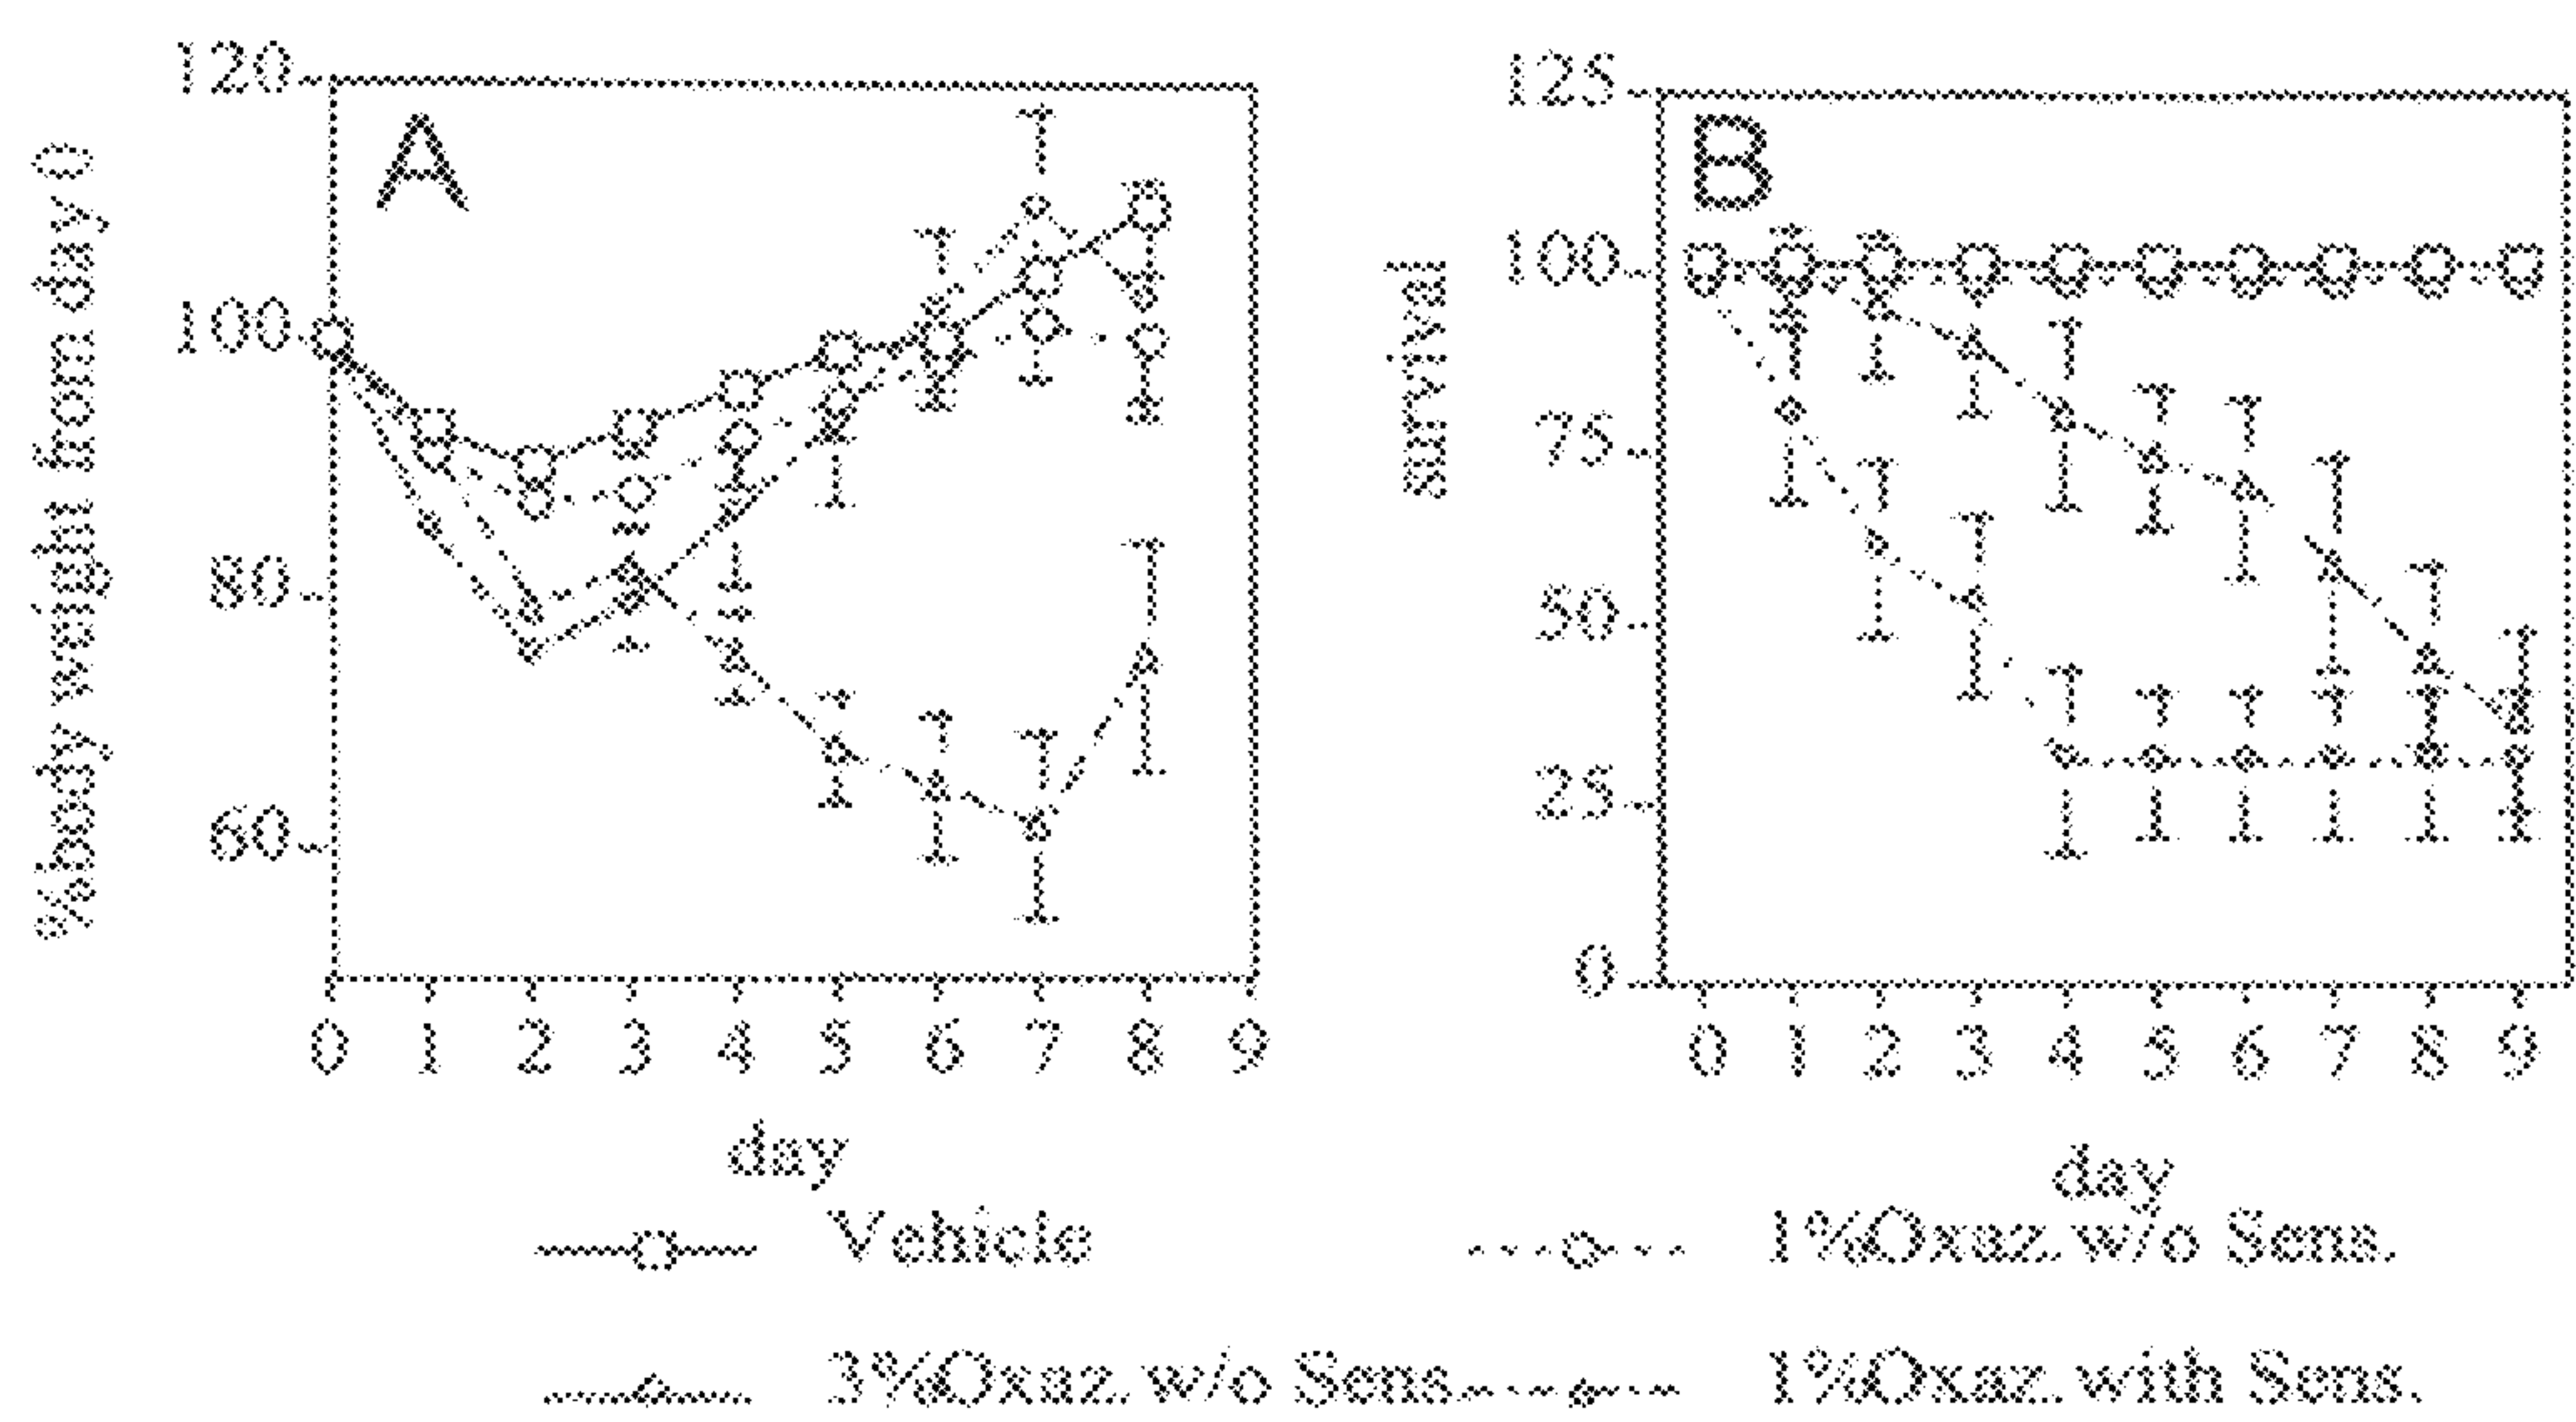 120
100
80
60
%body weight from day 0
A
0 1 2 3 4 5 6 7 8 9
day
125
100
75
50
25
0
survival
B
0 1 2 3 4 5 6 7 8 9
day
Vehicle
1%Oxaz. w/o Sens.
3%Oxaz. w/o Sens.
1%Oxaz. with Sens.